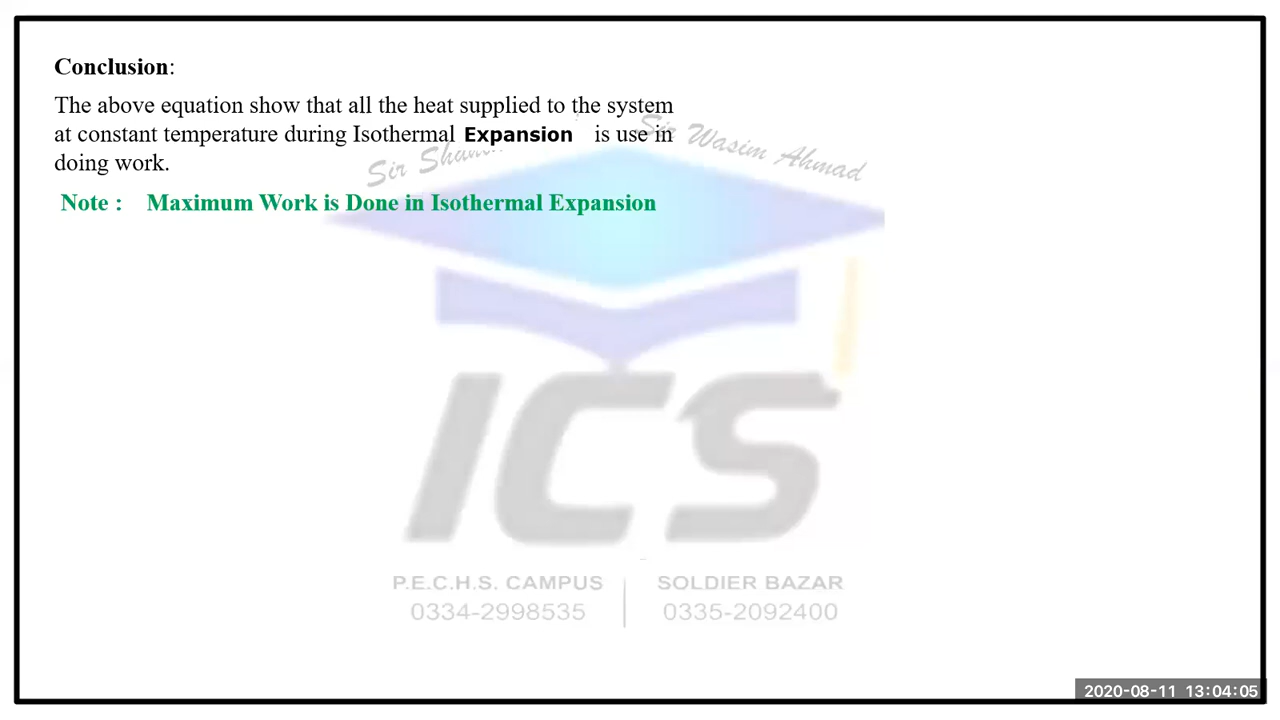 Conclusion:
The above equation show that all the heat supplied to the system
at constant temperature during Isothermal Expansion is use in
doing work.
Sir Wasim Ahmad
Sir
Note : Maximum Work is Done in Isothermal Expansion
ICS
P.E.C.H.S. CAMPUS
0334-2998535
SOLDIER BAZAR
0335-2092400
2020-08-11 13:04:05